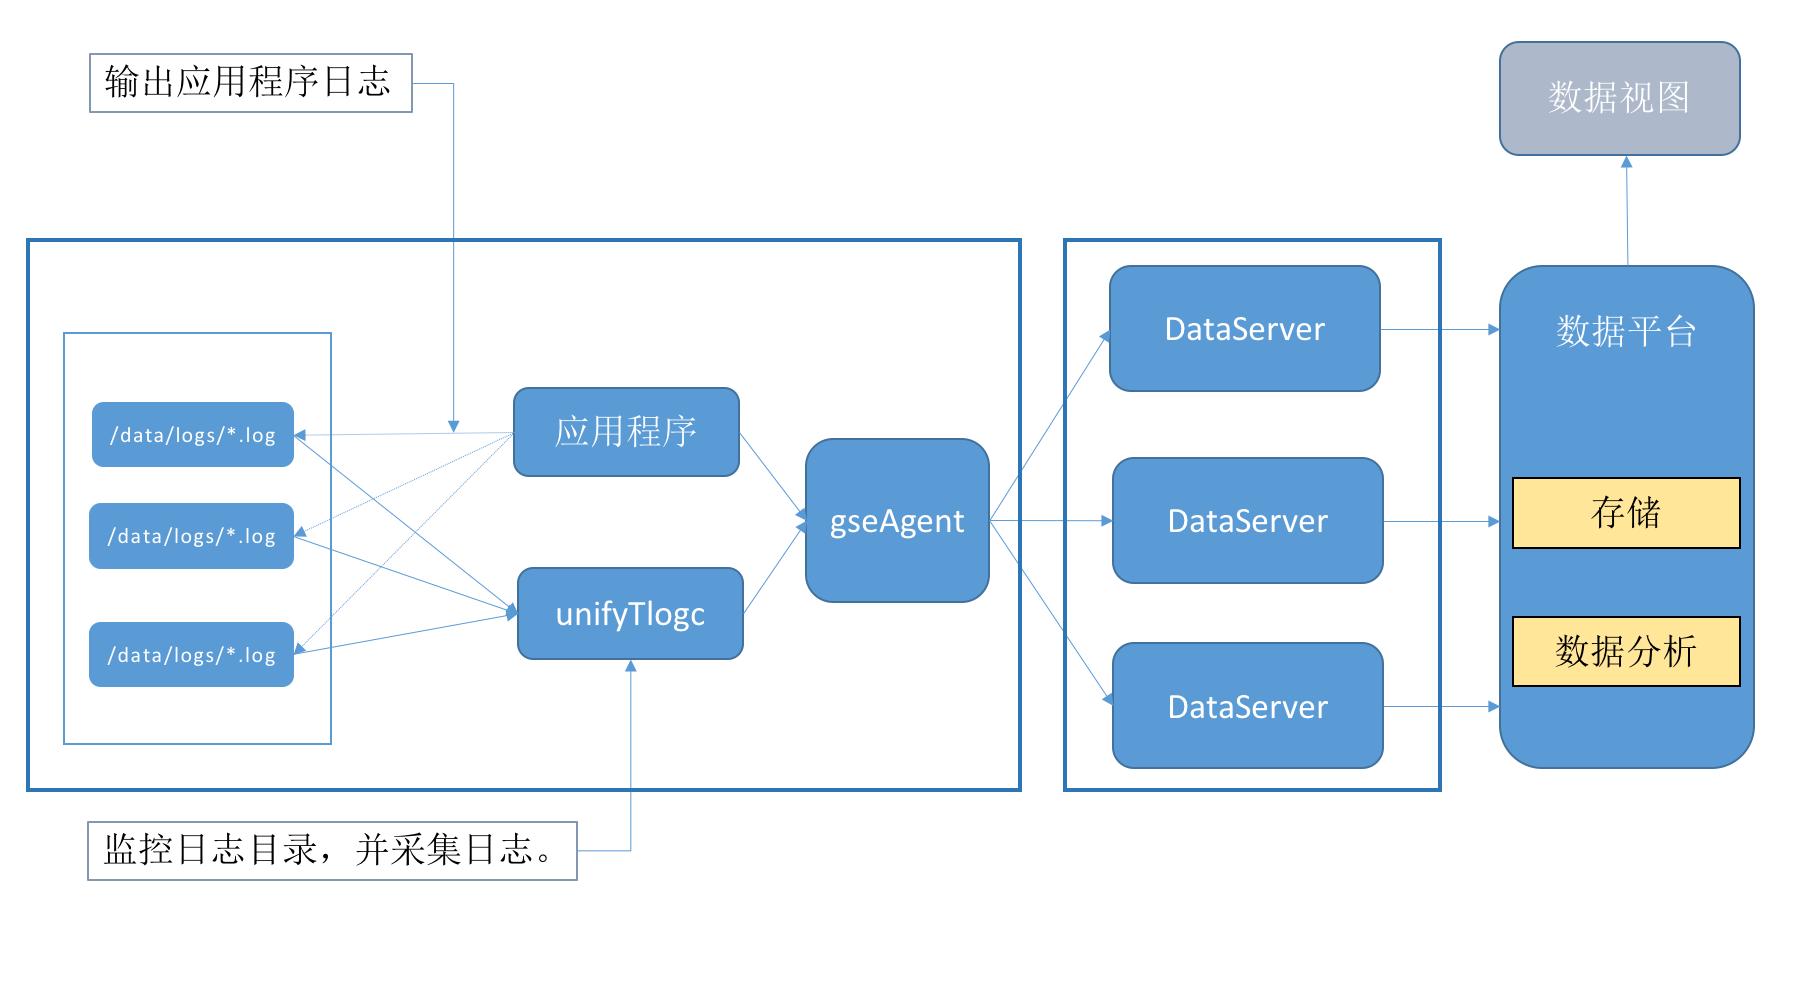 输出应用程序日志
数据视图
/data/logs/*.log
/data/logs/*.log
/data/logs/*.log
应用程序
unifyTlogc
gseAgent
DataServer
DataServer
DataServer
数据平台
存储
数据分析
监控日志目录，并采集日志。